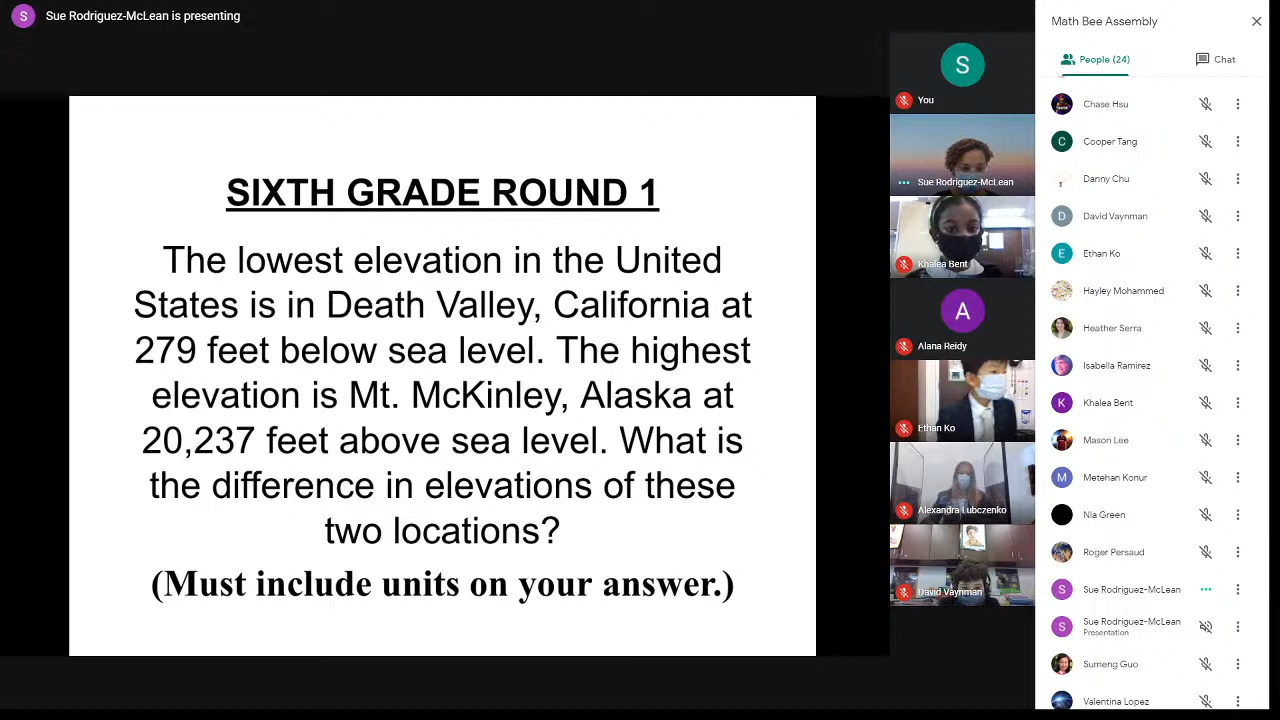 S
Sue Rodriguez-McLean is presenting
SIXTH GRADE ROUND 1
The lowest elevation in the United
States is in Death Valley, California at
279 feet below sea level. The highest
elevation is Mt. McKinley, Alaska at
20,237 feet above sea level. What is
the difference in elevations of these
two locations?
(Must include units on your answer.)
S
You
Sue Rodriguez-McLean
Khalea Bent
A
Alana Reidy
Ethan Ko
Alexandra Lubczenko
David Vaynman
Math Bee Assembly
People (24)
Chat
Chase Hsu
C
Cooper Tang
Danny Chu
D
David Vaynman
E
Ethan Ko
Hayley Mohammed
Heather Serra
Isabella Ramirez
K
Khalea Bent
Mason Lee
M
Metehan Konur
Nla Green
Roger Persaud
S
Sue Rodriguez-McLean
S
Sue Rodriguez-McLean
Presentation
Sumeng Guo
Valentina Lopez